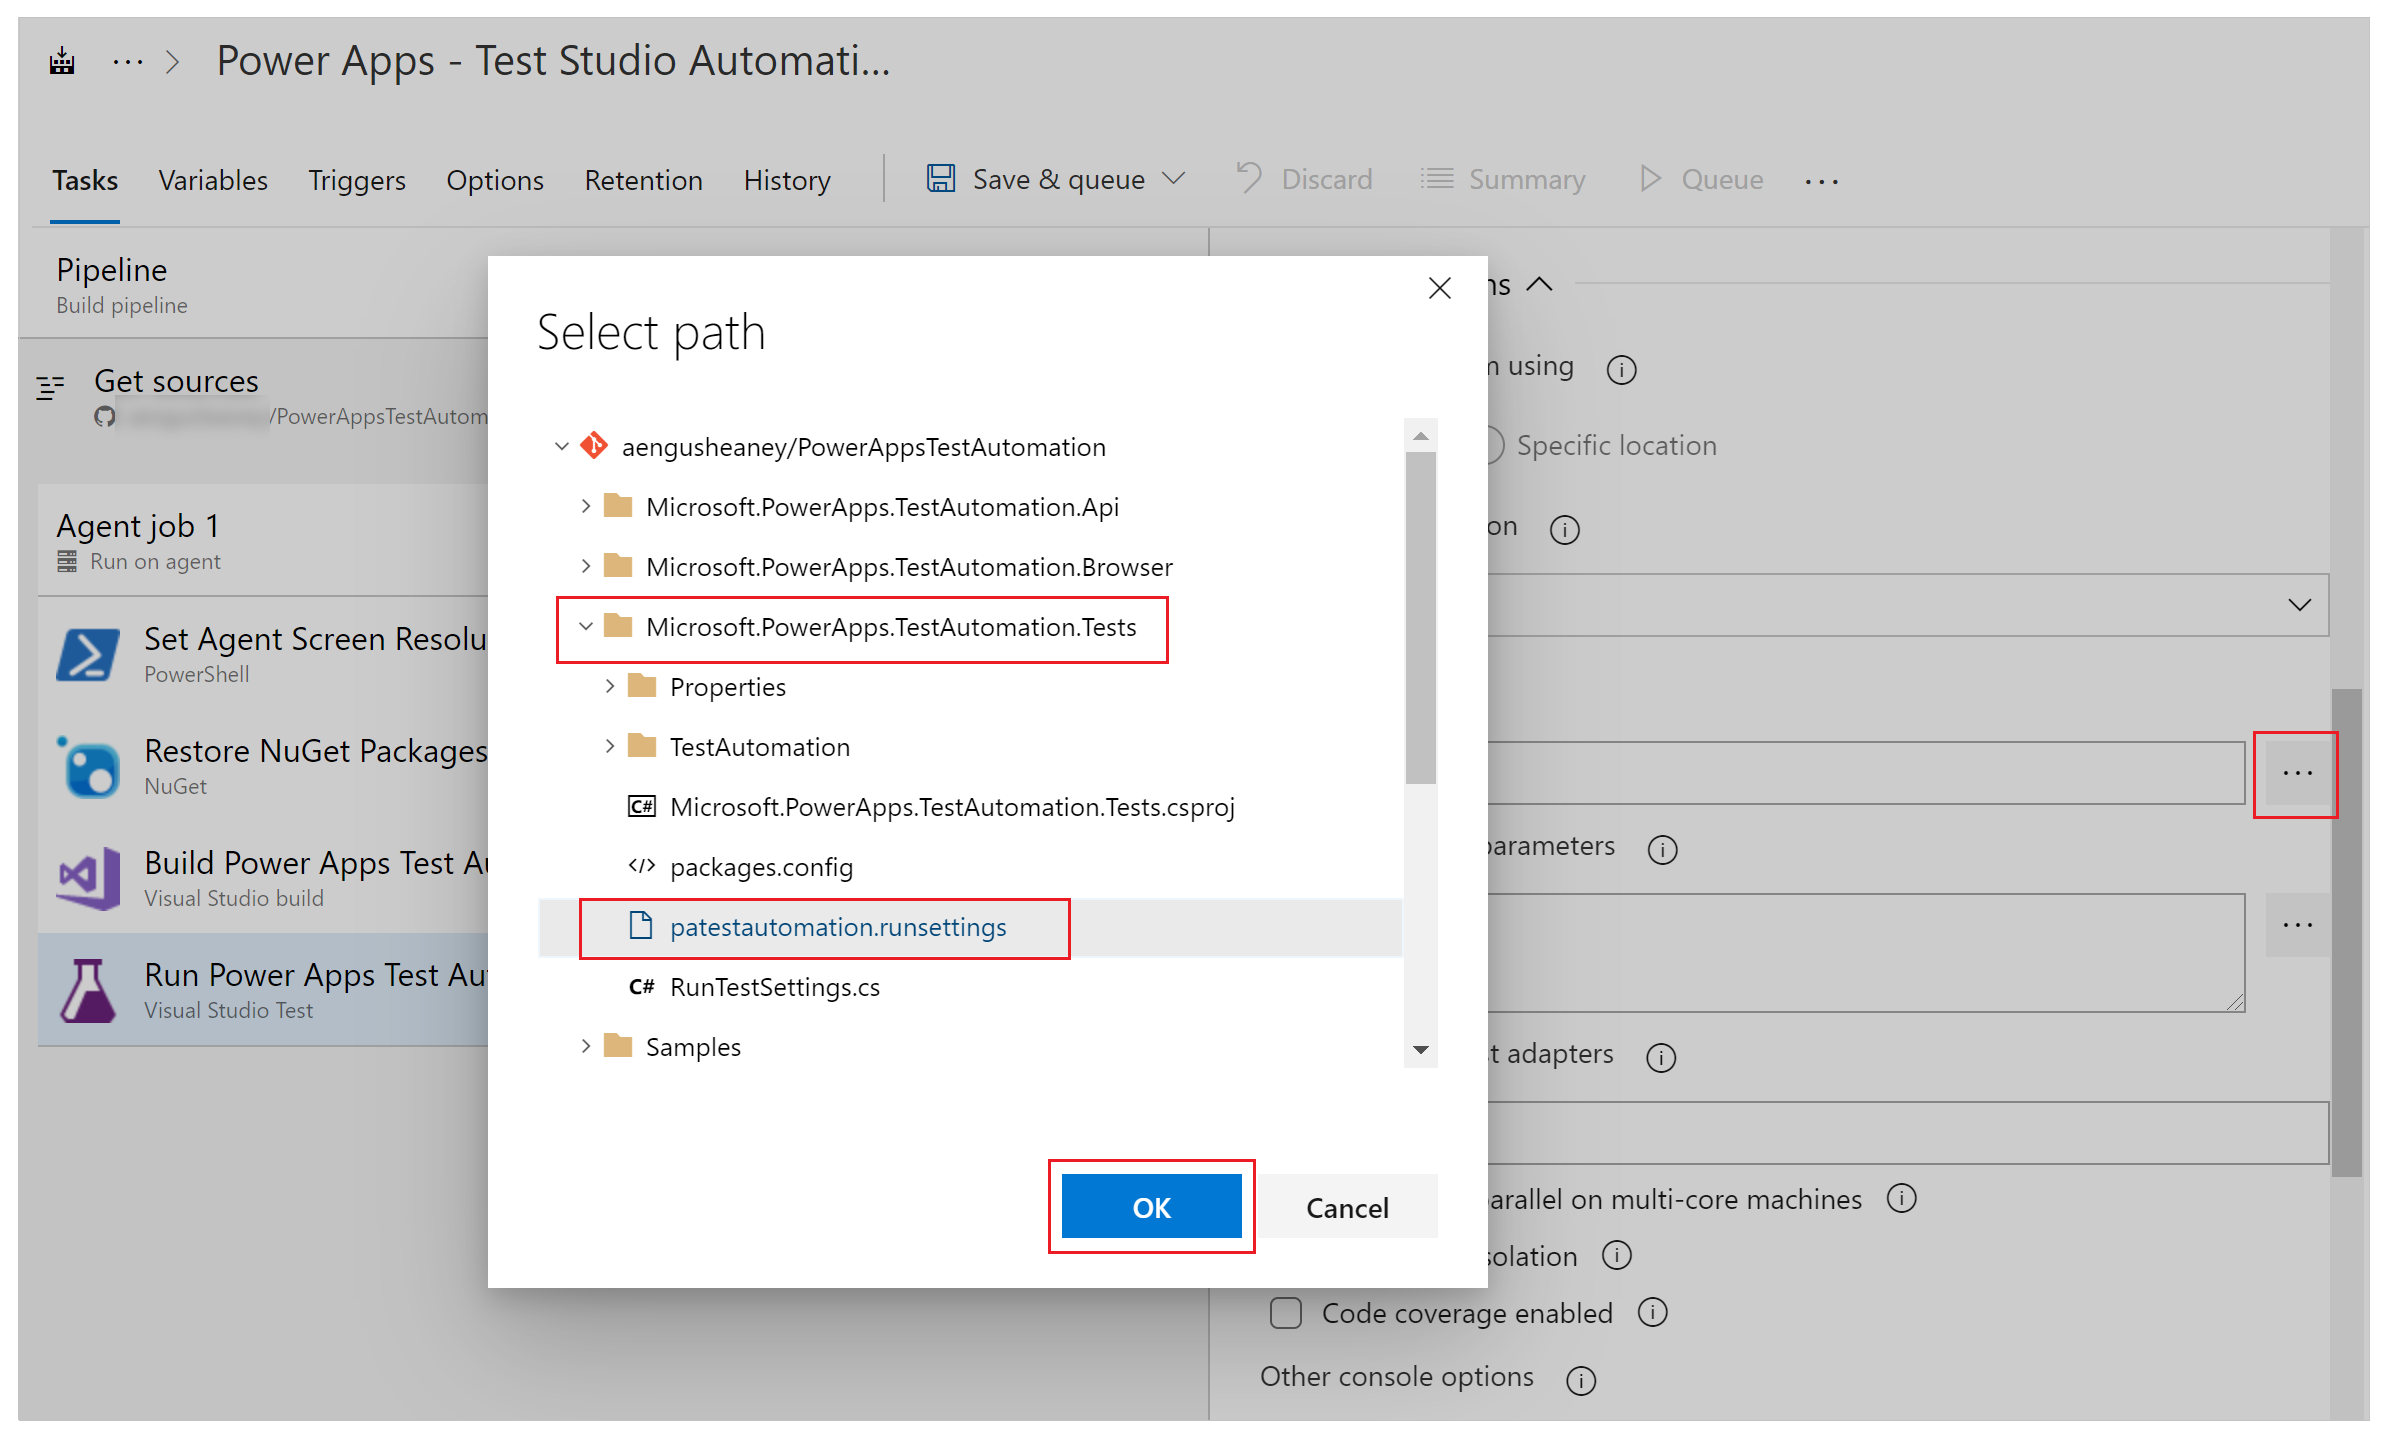 Power Apps - Test Studio Automati...
Tasks Variables Triggers Options Retention History Save & queue Discard Summary Queue
Pipeline
Build pipeline
Get sources
/PowerAppsTestAutom
Agent job 1
Run on agent
Set Agent Screen Resolu
PowerShell
Restore NuGet Packages
NuGet
Build Power Apps Test Au
Visual Studio build
Run Power Apps Test Au
Visual Studio Test
Select path
aengusheaney/PowerAppsTestAutomation
Microsoft.PowerApps.TestAutomation.Api
Microsoft.PowerApps.TestAutomation.Browser
Microsoft.PowerApps.TestAutomation.Tests
Properties
TestAutomation
C# Microsoft.PowerApps.TestAutomation.Tests.csproj
</> packages.config
patestautomation.runsettings
C# RunTestSettings.cs
Samples
OK Cancel
ns
using
Specific location
on
parameters
t adapters
arallel on multi-core machines
solation
Code coverage enabled
Other console options